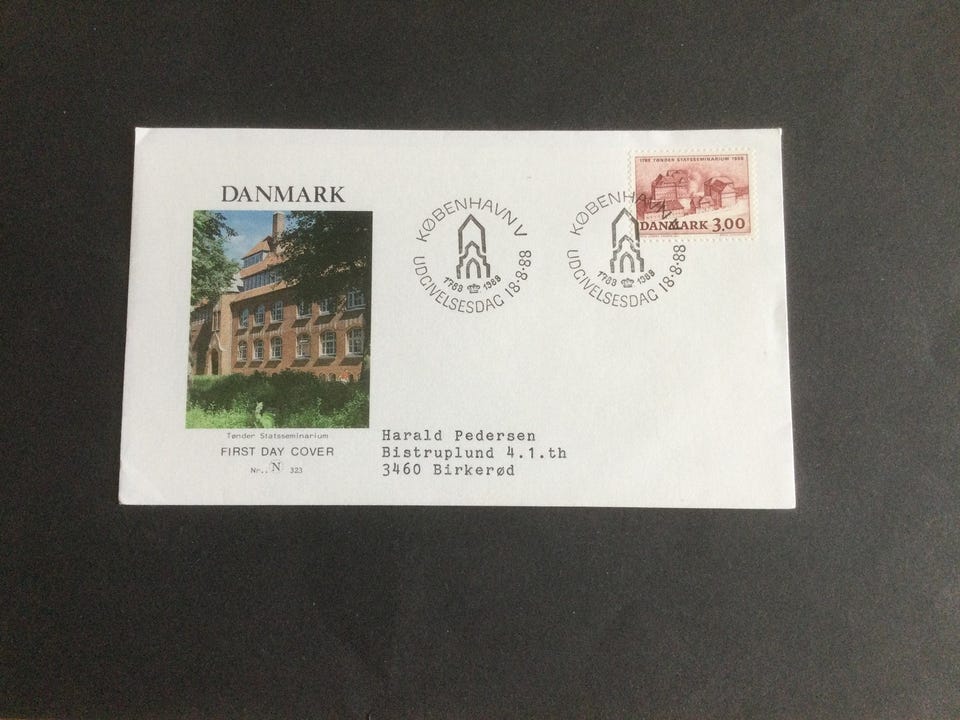 DANMARK
Tønder Statsseminarium
FIRST DAY COVER
Nr.. N 323
KØBENHAVN V
1788 1988
UDGIVELSESDAG 18·8·88
KØBENHAVN V
1788 1988
UDGIVELSESDAG 18·8·88
1788 TØNDER STATSSEMINARIUM 1988
DANMARK 3.00
Harald Pedersen
Bistruplund 4.1.th
3460 Birkerød